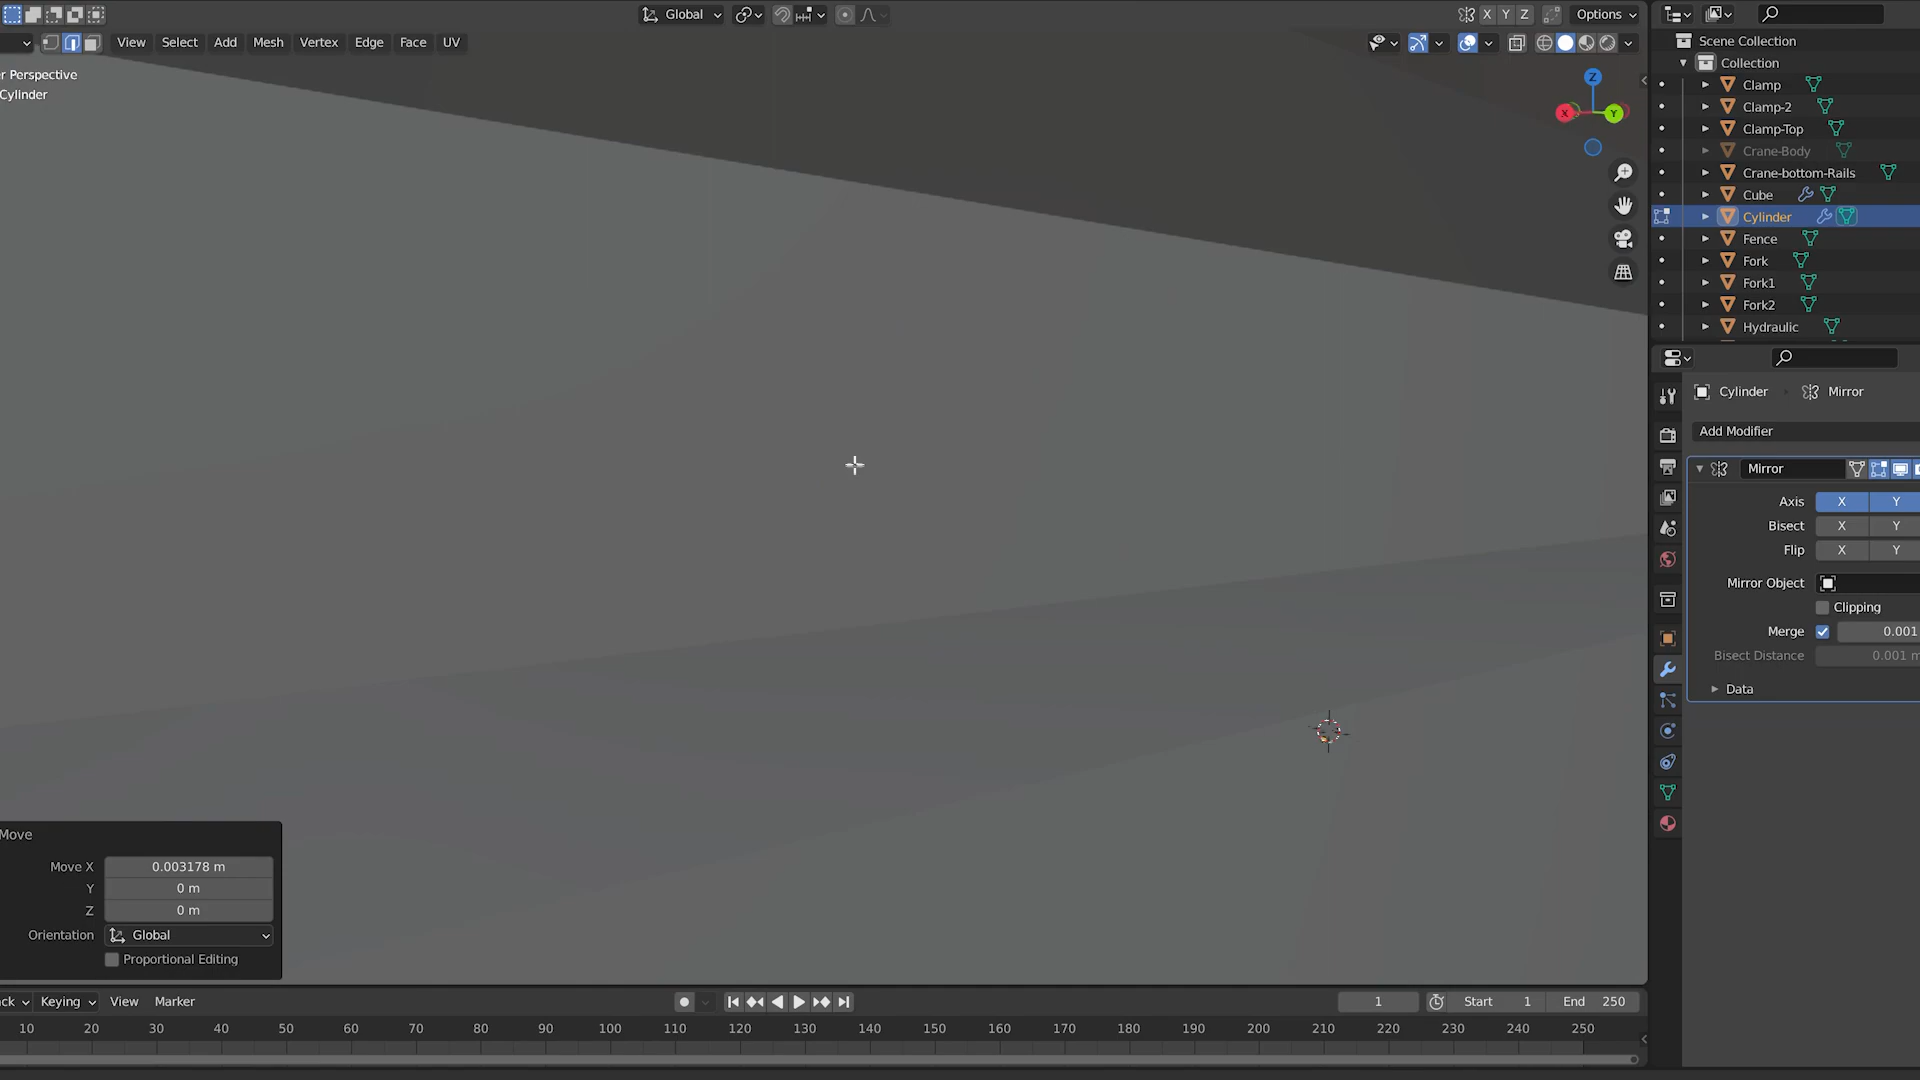 Global
X Y Z
Options
View Select Add Mesh Vertex Edge Face UV
r Perspective
Cylinder
Z
X
Y
Scene Collection
Collection
Clamp
Clamp-2
Clamp-Top
Crane-Body
Crane-bottom-Rails
Cube
Cylinder
Fence
Fork
Fork1
Fork2
Hydraulic
Cylinder Mirror
Add Modifier
Mirror
Axis X Y
Bisect X Y
Flip X Y
Mirror Object
Clipping
Merge 0.001
Bisect Distance 0.001 m
Data
Move
Move X 0.003178 m
Y 0 m
Z 0 m
Orientation Global
Proportional Editing
ck Keying View Marker
1 Start 1 End 250
10 20 30 40 50 60 70 80 90 100 110 120 130 140 150 160 170 180 190 200 210 220 230 240 250